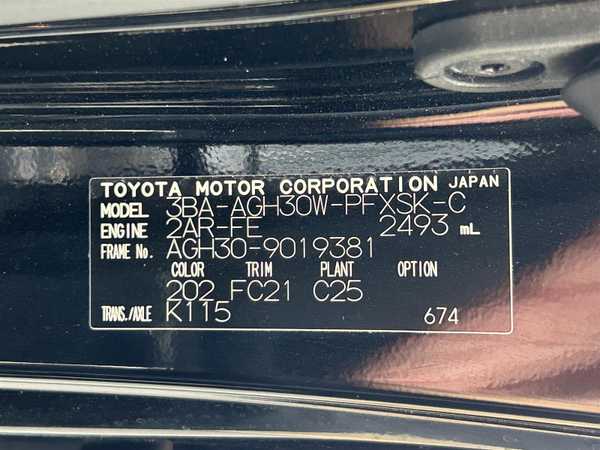 TOYOTA MOTOR CORPORATION JAPAN
MODEL 3BA-AGH30W-PFXSK-C
ENGINE 2AR-FE 2493 mL
FRAME No. AGH30-9019381
COLOR TRIM PLANT OPTION
202 FC21 C25
TRANS./AXLE K115 674